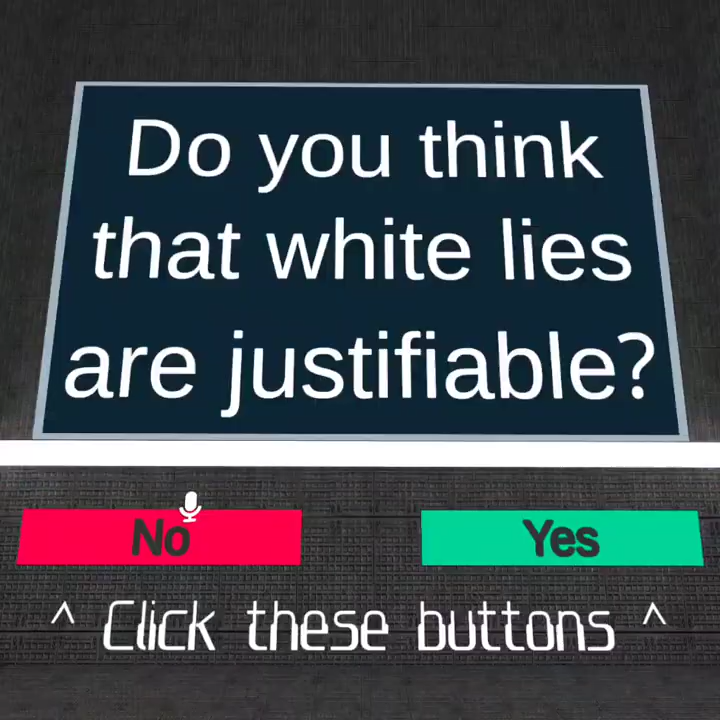 Do you think
that white lies
are justifiable?
No
Yes
^ Click these buttons ^